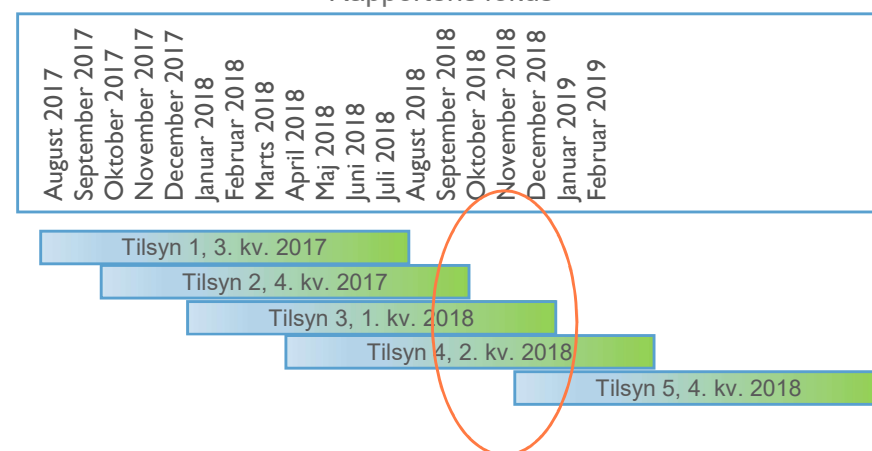 Rapportens fokus
August 2017
September 2017
Oktober 2017
November 2017
December 2017
Januar 2018
Februar 2018
Marts 2018
April 2018
Maj 2018
Juni 2018
Juli 2018
August 2018
September 2018
Oktober 2018
November 2018
December 2018
Januar 2019
Februar 2019
Tilsyn 1, 3. kv. 2017
Tilsyn 2, 4. kv. 2017
Tilsyn 3, 1. kv. 2018
Tilsyn 4, 2. kv. 2018
Tilsyn 5, 4. kv. 2018